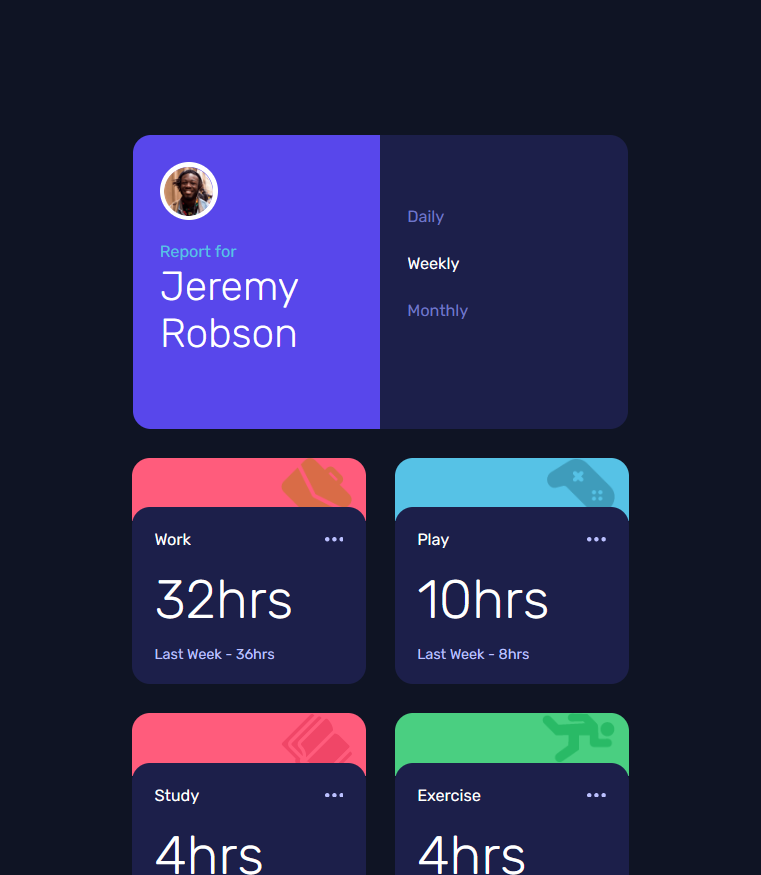 Report for
Jeremy
Robson
Daily
Weekly
Monthly
Work
32hrs
Last Week - 36hrs
Play
10hrs
Last Week - 8hrs
Study
4hrs
Exercise
4hrs